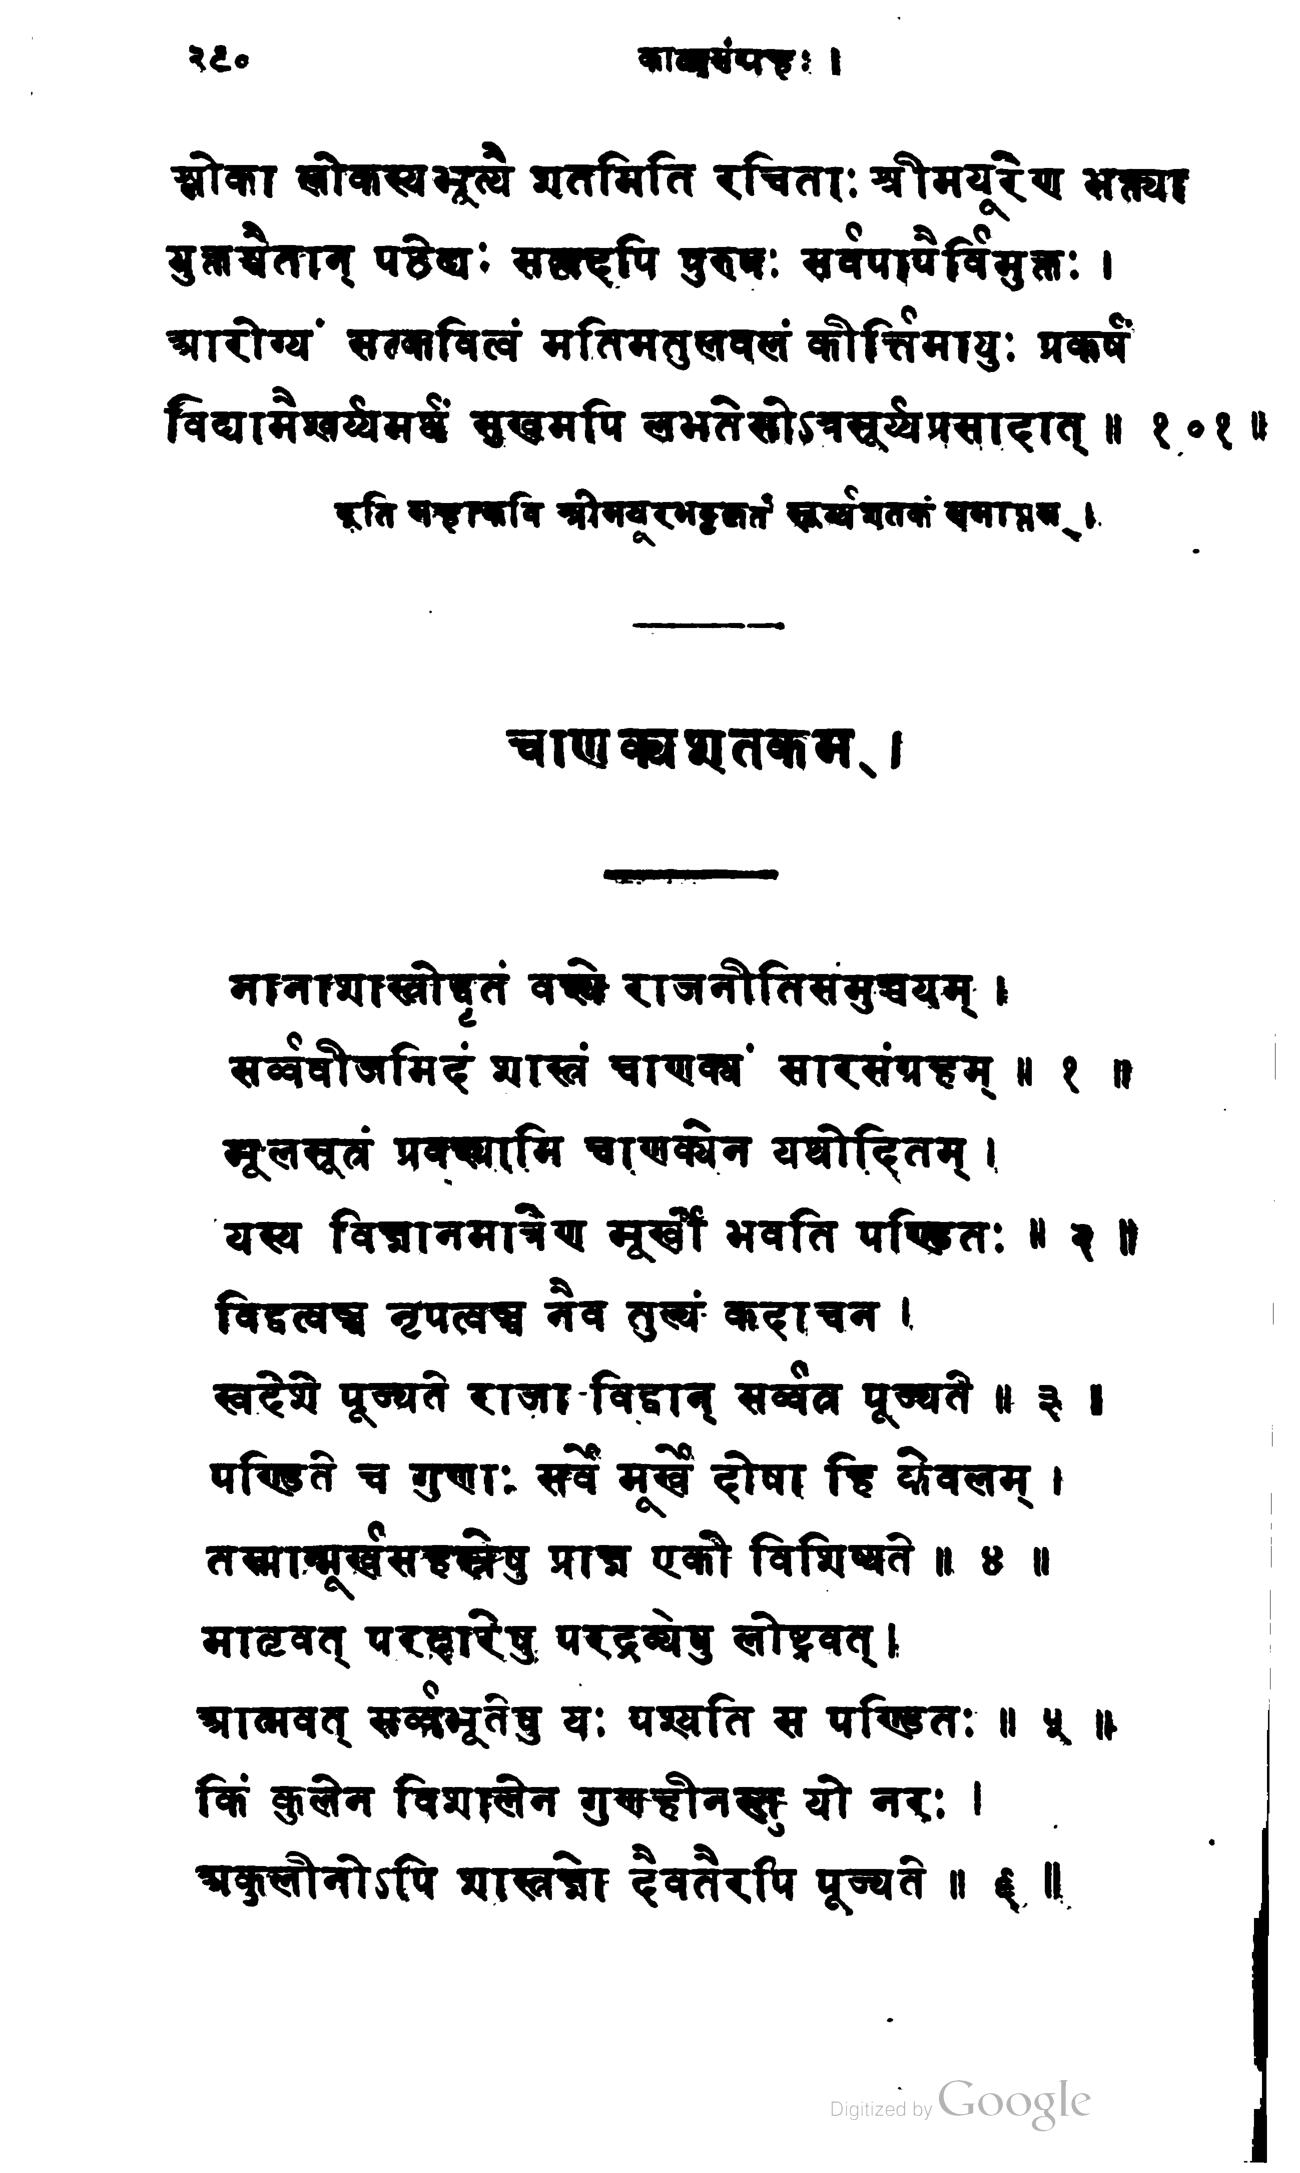 २९०
काव्यसंग्रहः ।
श्लोका लोकस्यभूत्यै शतमिति रचिताः श्रीमयूरेण भक्त्या
युक्तश्चैतान् पठेद्यः सकृदपि पुरुषः सर्वपापैर्विमुक्तः ।
आरोग्यं सत्कवित्वं मतिमतुलवलं कीर्त्तिमायुः प्रकर्षं
विद्यामैश्वर्य्यमर्थं सुखमपि लभतेसोऽत्रसूर्य्यप्रसादात् ॥ १०१ ॥
इति महाकवि श्रीमयूरभट्टकृतं सूर्य्यशतकं समाप्तम् ।
चाणक्यशतकम् ।
नानाशास्त्रोद्धृतं वक्ष्ये राजनीतिसमुच्चयम् ।
सर्व्ववीजमिदं शास्त्रं चाणक्यं सारसंग्रहम् ॥ १ ॥
मूलसूत्रं प्रवक्ष्यामि चाणक्येन यथोदितम् ।
यस्य विज्ञानमात्रेण मूर्खो भवति पण्डितः ॥ २ ॥
विद्वत्वञ्च नृपत्वञ्च नैव तुल्यं कदाचन ।
स्वदेशे पूज्यते राजा विद्वान् सर्व्वत्र पूज्यते ॥ ३ ॥
पण्डिते च गुणाः सर्वे मूर्खे दोषा हि केवलम् ।
तस्मान्मूर्खसहस्रेषु प्राज्ञ एको विशिष्यते ॥ ४ ॥
मातृवत् परदारेषु परद्रव्येषु लोष्ट्रवत् ।
आत्मवत् सर्व्वभूतेषु यः पश्यति स पण्डितः ॥ ५ ॥
किं कुलेन विशालेन गुणहीनस्तु यो नरः ।
अकुलीनोऽपि शास्त्रज्ञो दैवतैरपि पूज्यते ॥ ६ ॥
Digitized by Google